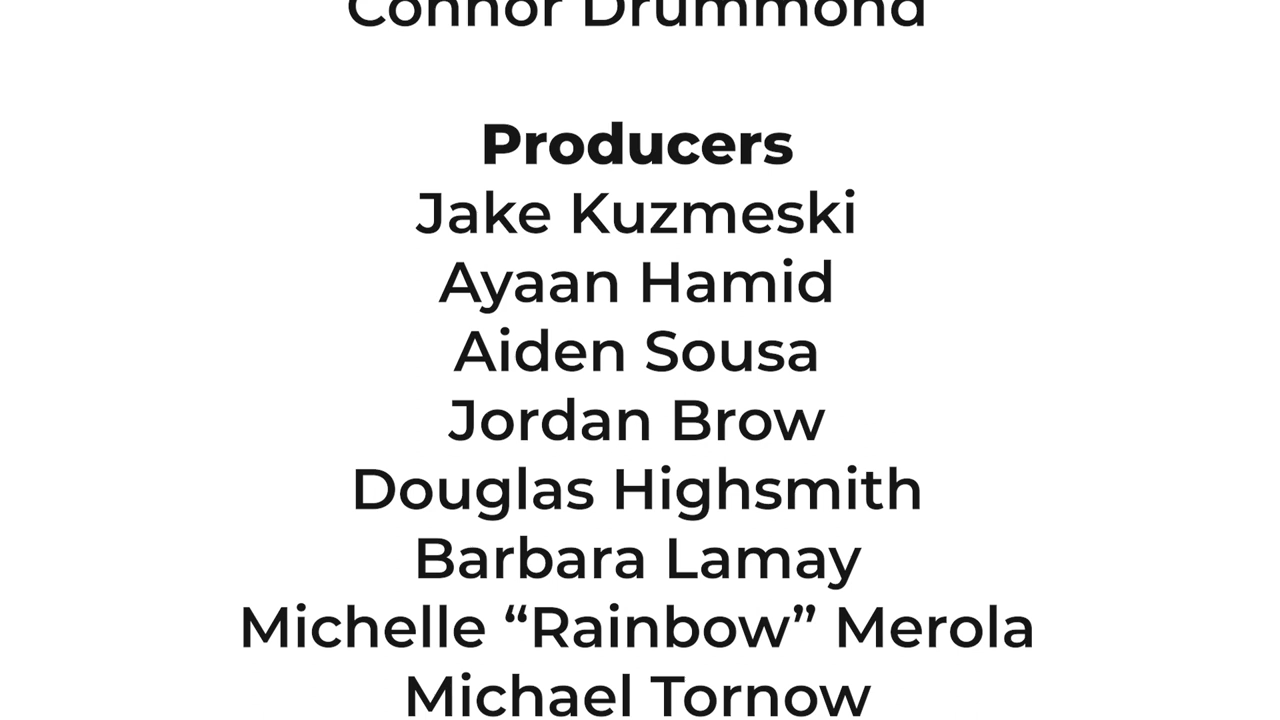 Connor Drummond
Producers
Jake Kuzmeski
Ayaan Hamid
Aiden Sousa
Jordan Brow
Douglas Highsmith
Barbara Lamay
Michelle “Rainbow” Merola
Michael Tornow